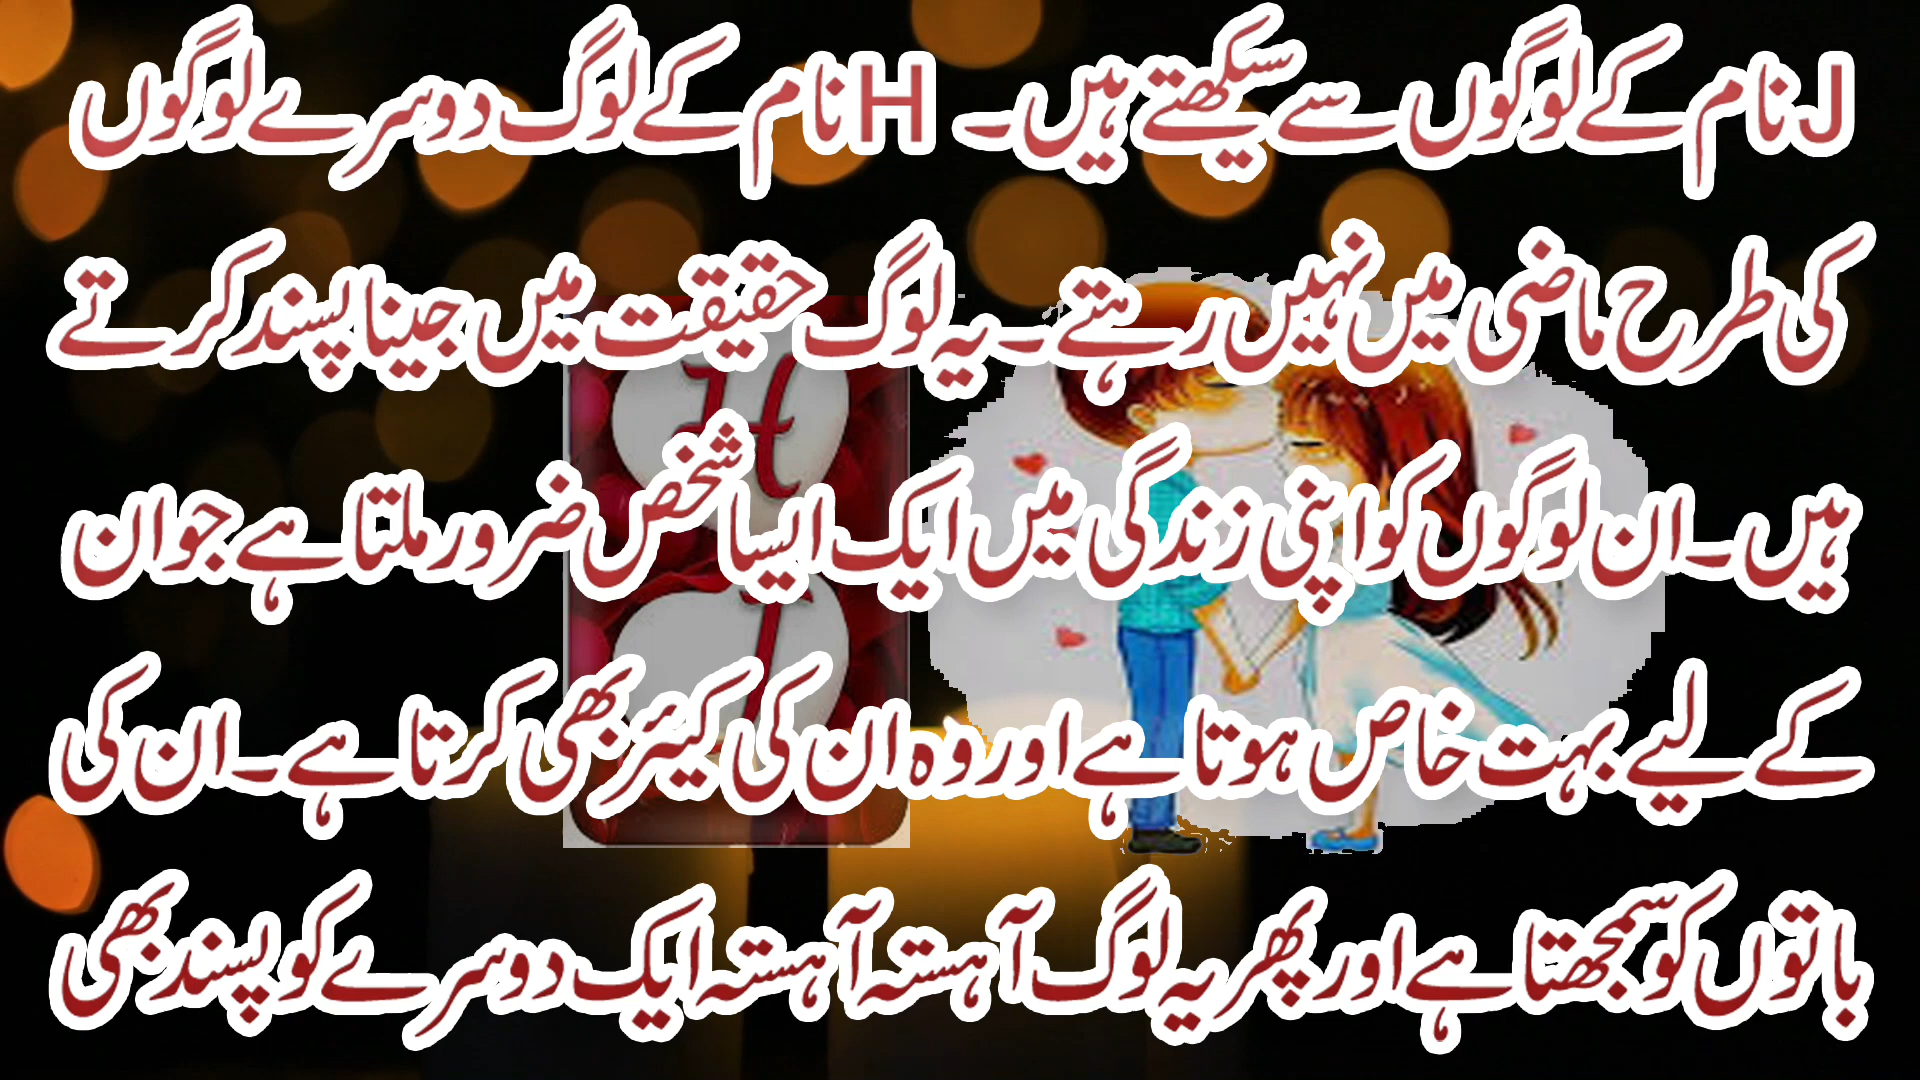 J نام کے لوگوں سے سیکھتے ہیں۔ H نام کے لوگ دوسرے لوگوں
کی طرح ماضی میں نہیں رہتے۔ یہ لوگ حقیقت میں جینا پسند کرتے
ہیں۔ ان لوگوں کو اپنی زندگی میں ایک ایسا شخص ضرور ملتا ہے جو ان
کے لیے بہت خاص ہوتا ہے اور وہ ان کی کیئر بھی کرتا ہے۔ ان کی
باتوں کو سمجھتا ہے اور پھر یہ لوگ آہستہ آہستہ ایک دوسرے کو پسند بھی
H